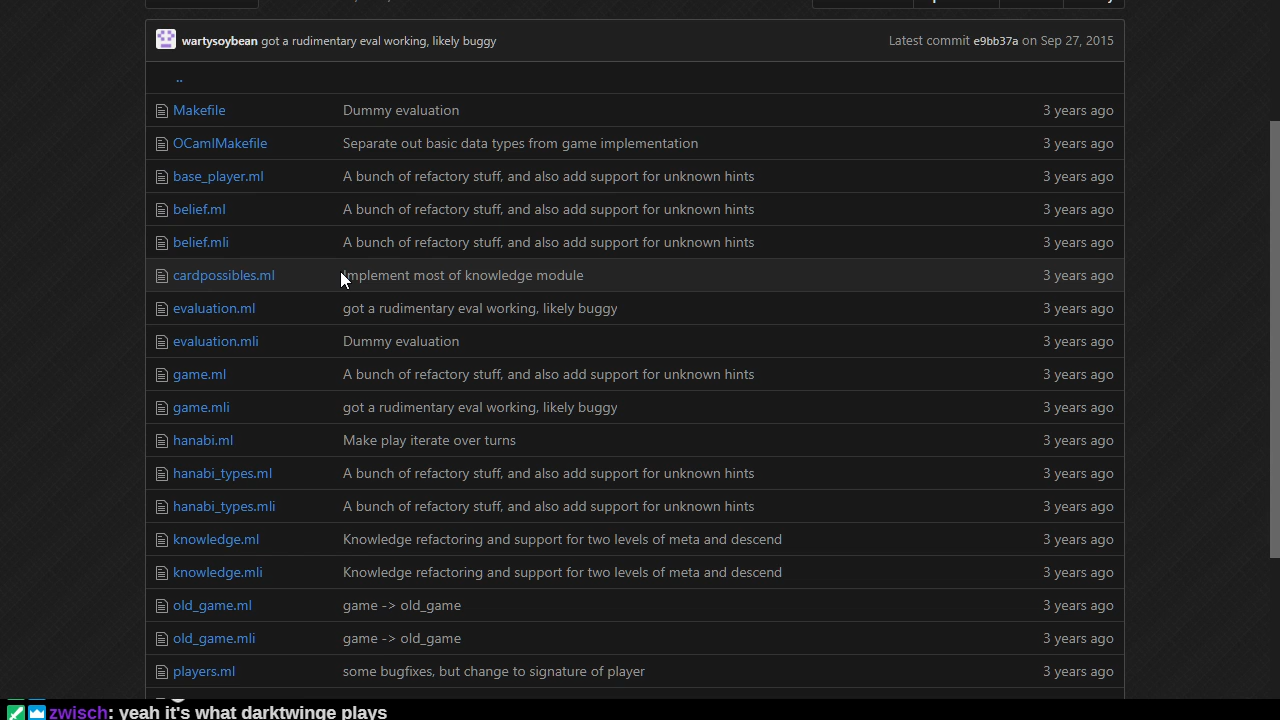 wartysoybean got a rudimentary eval working, likely buggy Latest commit e9bb37a on Sep 27, 2015
..
Makefile Dummy evaluation 3 years ago
OCamlMakefile Separate out basic data types from game implementation 3 years ago
base_player.ml A bunch of refactory stuff, and also add support for unknown hints 3 years ago
belief.ml A bunch of refactory stuff, and also add support for unknown hints 3 years ago
belief.mli A bunch of refactory stuff, and also add support for unknown hints 3 years ago
cardpossibles.ml Implement most of knowledge module 3 years ago
evaluation.ml got a rudimentary eval working, likely buggy 3 years ago
evaluation.mli Dummy evaluation 3 years ago
game.ml A bunch of refactory stuff, and also add support for unknown hints 3 years ago
game.mli got a rudimentary eval working, likely buggy 3 years ago
hanabi.ml Make play iterate over turns 3 years ago
hanabi_types.ml A bunch of refactory stuff, and also add support for unknown hints 3 years ago
hanabi_types.mli A bunch of refactory stuff, and also add support for unknown hints 3 years ago
knowledge.ml Knowledge refactoring and support for two levels of meta and descend 3 years ago
knowledge.mli Knowledge refactoring and support for two levels of meta and descend 3 years ago
old_game.ml game -> old_game 3 years ago
old_game.mli game -> old_game 3 years ago
players.ml some bugfixes, but change to signature of player 3 years ago
zwisch: yeah it's what darktwinge plays